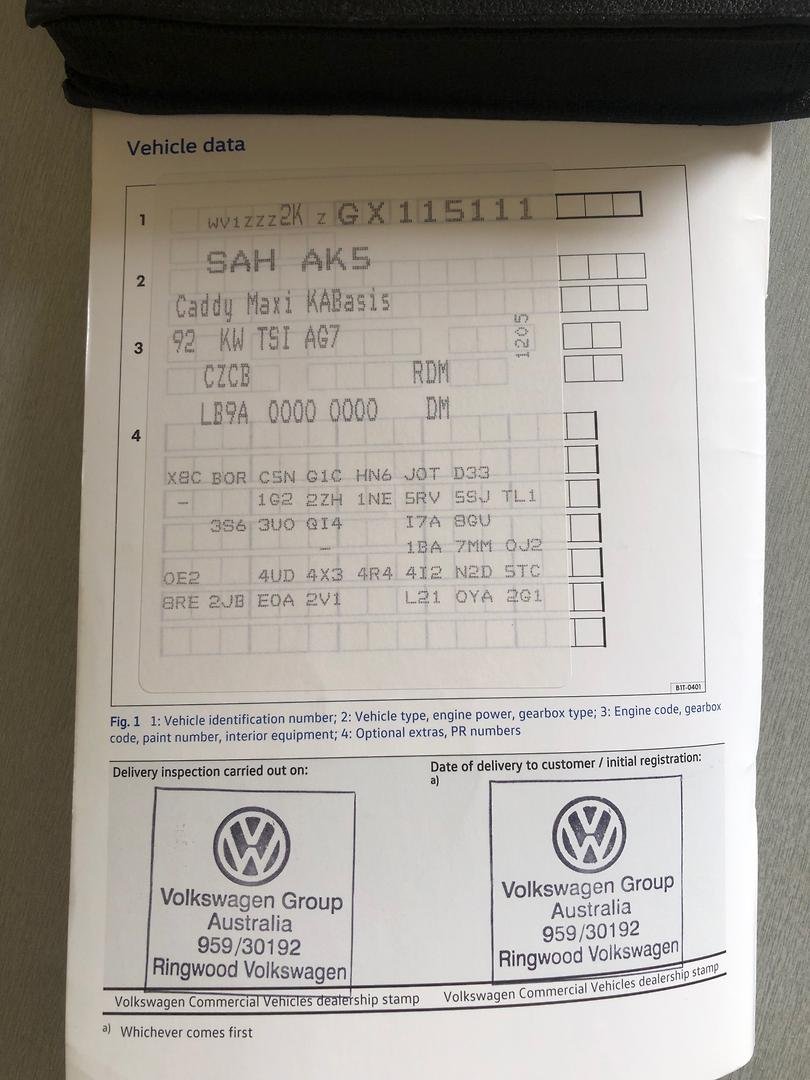 Vehicle data
1 WV1ZZZ2K Z GX115111
SAH AK5
2
Caddy Maxi KABasis
3 92 KW TSI AG7
1205
CZCB RDM
LB9A 0000 0000 DM
4
X8C B0R C5N G1C HN6 J0T D33
- 1G2 2ZH 1NE 5RV 5SJ TL1
3S6 3U0 QI4 I7A 8GU
- 1BA 7MM 0J2
0E2 4UD 4X3 4R4 4I2 N2D 5TC
8RE 2JB E0A 2V1 L21 0YA 2G1
B1T-0401
Fig. 1 1: Vehicle identification number; 2: Vehicle type, engine power, gearbox type; 3: Engine code, gearbox
code, paint number, interior equipment; 4: Optional extras, PR numbers
Delivery inspection carried out on:
Date of delivery to customer / initial registration:
a)
Volkswagen Group
Australia
959/30192
Ringwood Volkswagen
Volkswagen Group
Australia
959/30192
Ringwood Volkswagen
Volkswagen Commercial Vehicles dealership stamp
Volkswagen Commercial Vehicles dealership stamp
a) Whichever comes first